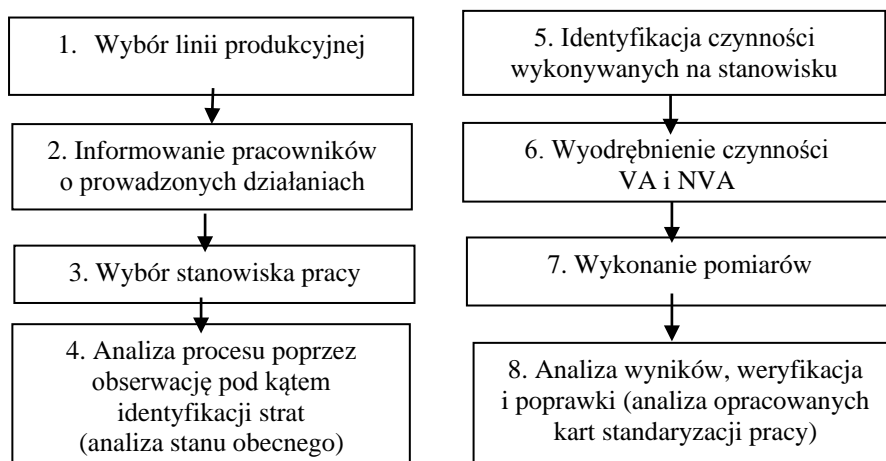 1. Wybór linii produkcyjnej
2. Informowanie pracowników
o prowadzonych działaniach
3. Wybór stanowiska pracy
4. Analiza procesu poprzez
obserwację pod kątem
identyfikacji strat
(analiza stanu obecnego)
5. Identyfikacja czynności
wykonywanych na stanowisku
6. Wyodrębnienie czynności
VA i NVA
7. Wykonanie pomiarów
8. Analiza wyników, weryfikacja
i poprawki (analiza opracowanych
kart standaryzacji pracy)